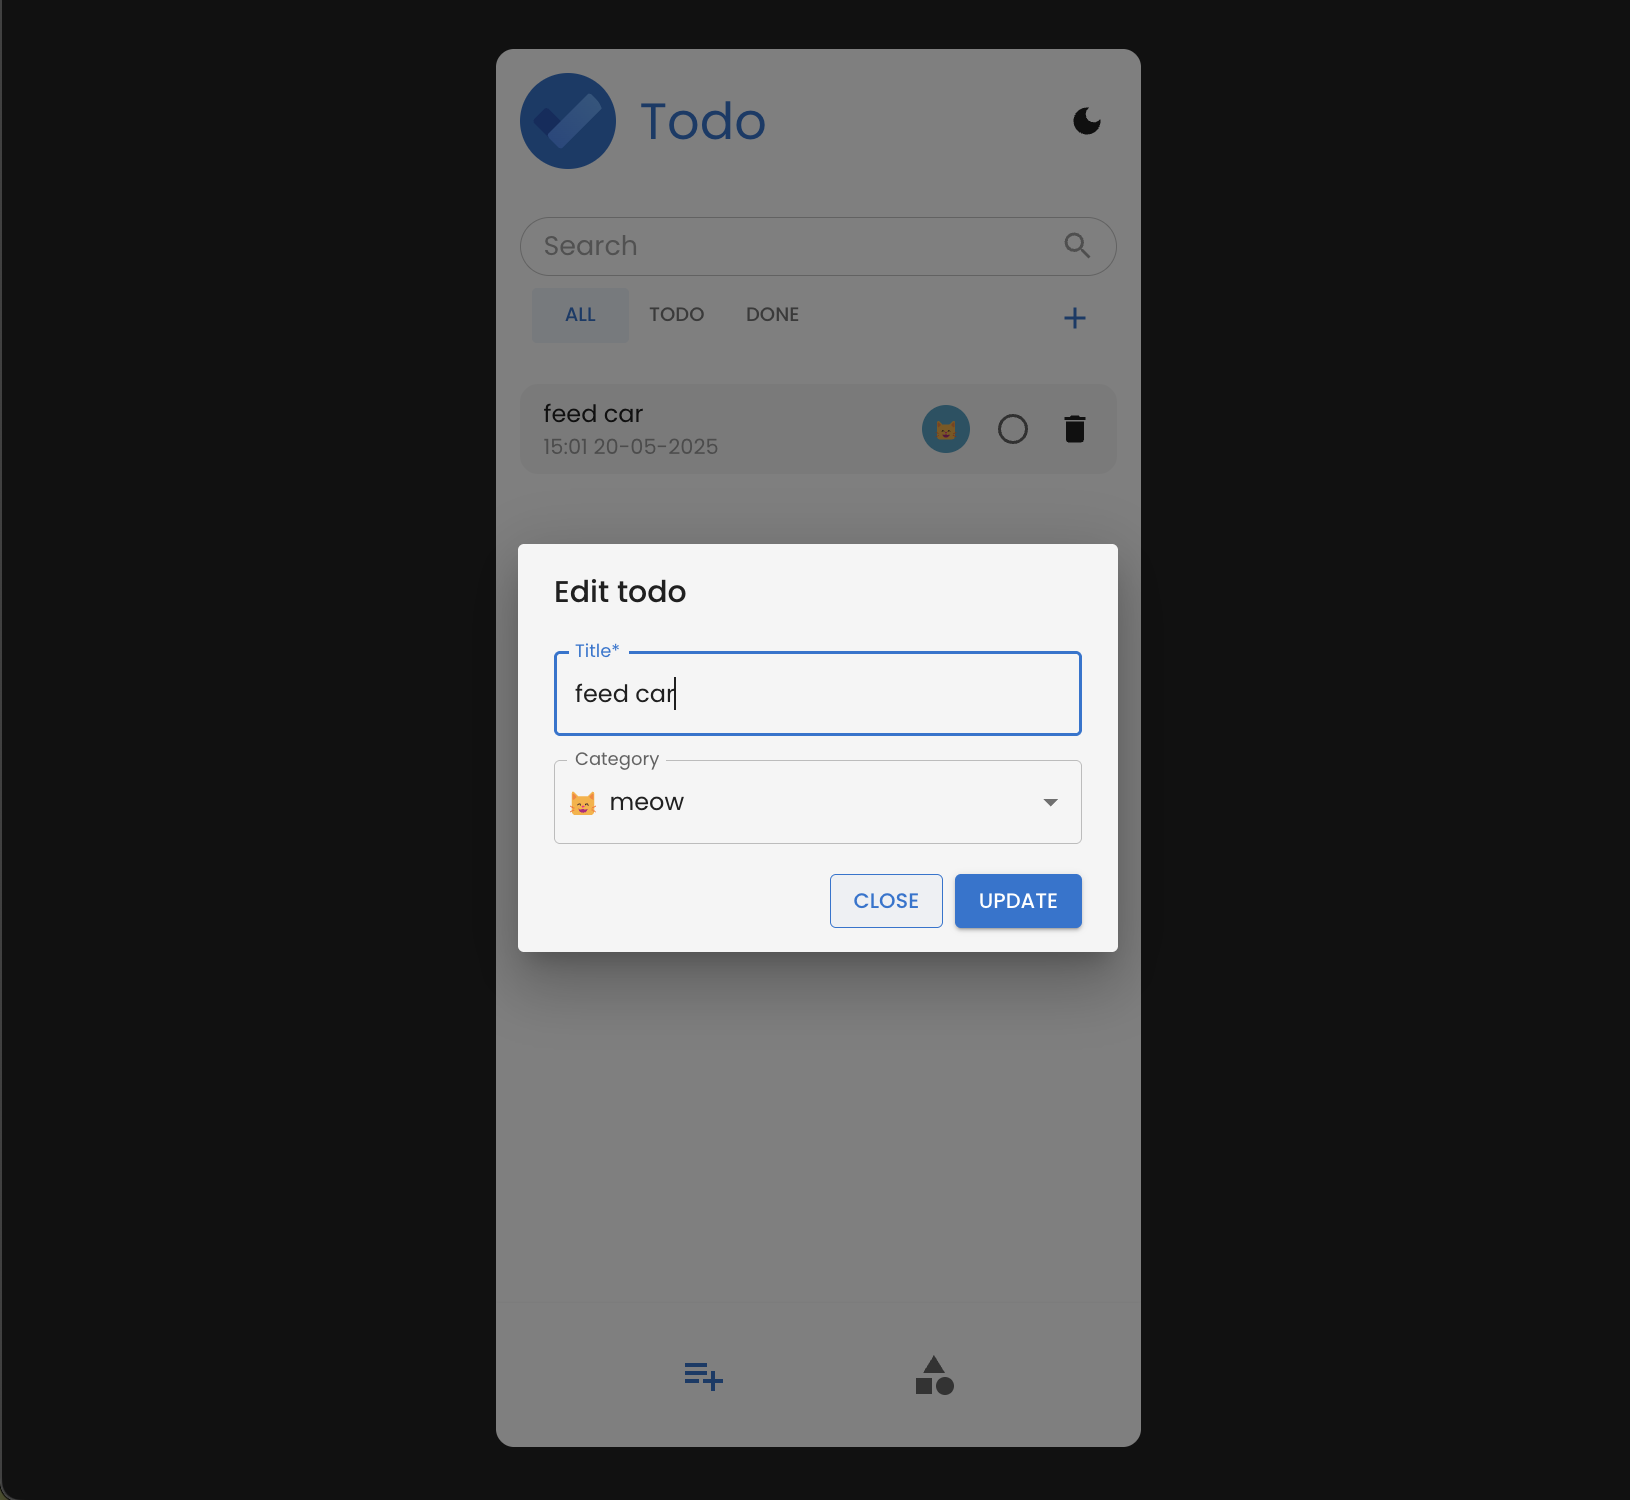 Todo
Search
ALL TODO DONE
feed car
15:01 20-05-2025
Edit todo
Title*
feed car
Category
meow
CLOSE UPDATE